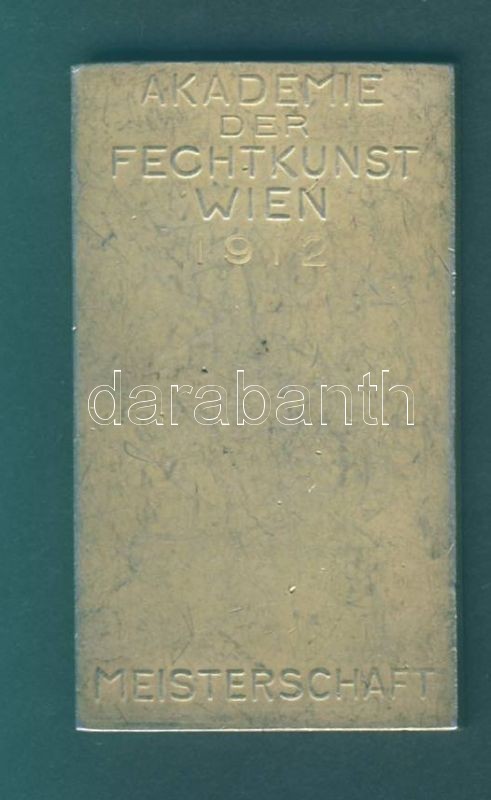 AKADEMIE
DER
FECHTKUNST
WIEN
1912
darabanth
MEISTERSCHAFT